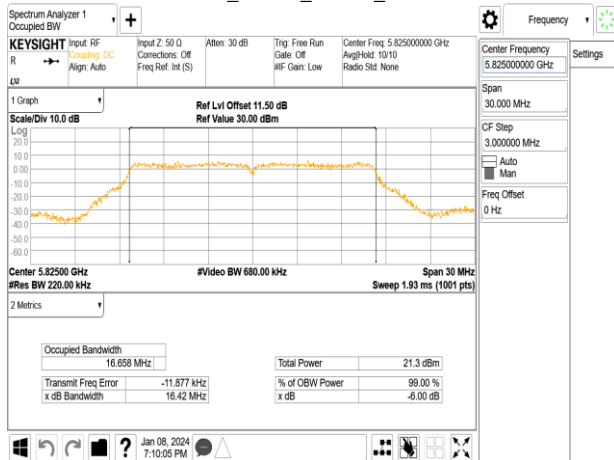 Spectrum Analyzer 1
Occupied BW
Frequency
KEYSIGHT
R
Input: RF
Coupling: DC
Align: Auto
Input Z: 50 Ω
Corrections: Off
Freq Ref: Int (S)
Atten: 30 dB
Trig: Free Run
Gate: Off
#IF Gain: Low
Center Freq: 5.825000000 GHz
Avg|Hold: 10/10
Radio Std: None
Center Frequency
5.825000000 GHz
Settings
Span
30.000 MHz
CF Step
3.000000 MHz
Auto
Man
Freq Offset
0 Hz
1 Graph
Scale/Div 10.0 dB
Ref Lvl Offset 11.50 dB
Ref Value 30.00 dBm
Log
20.0
10.0
0.00
-10.0
-20.0
-30.0
-40.0
-50.0
-60.0
Center 5.82500 GHz
#Video BW 680.00 kHz
Span 30 MHz
#Res BW 220.00 kHz
Sweep 1.93 ms (1001 pts)
2 Metrics
Occupied Bandwidth
16.658 MHz
Total Power 21.3 dBm
Transmit Freq Error -11.877 kHz
% of OBW Power 99.00 %
x dB Bandwidth 16.42 MHz
x dB -6.00 dB
Jan 08, 2024
7:10:05 PM